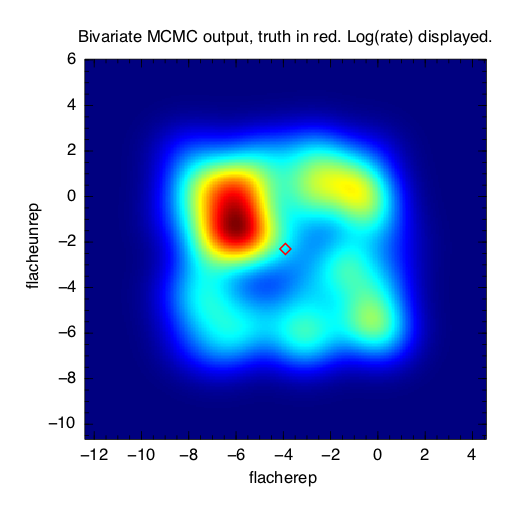 Bivariate MCMC output, truth in red. Log(rate) displayed.
6
4
2
0
−2
−4
−6
−8
−10
flacheunrep
−12 −10 −8 −6 −4 −2 0 2 4
flacherep